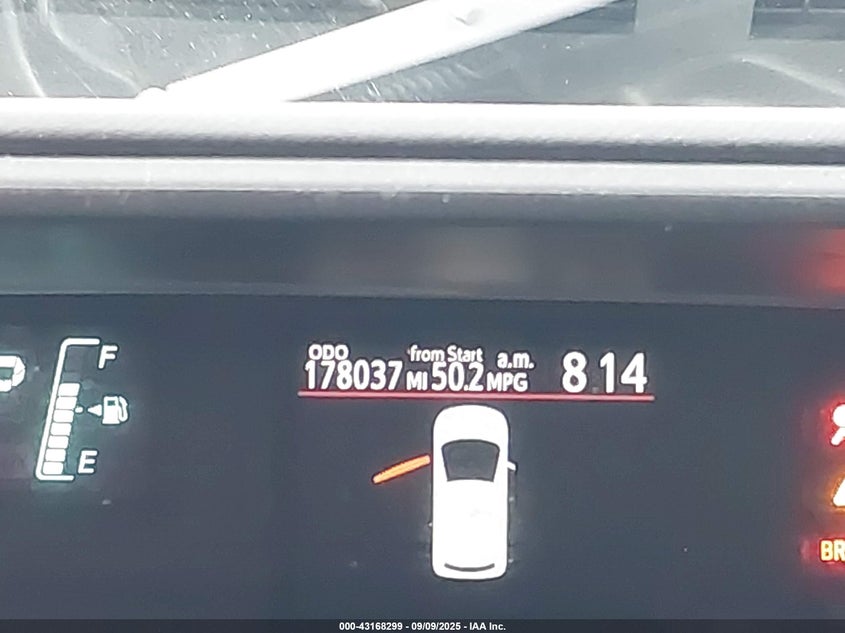 ODO from Start a.m.
178037 MI 50.2 MPG 8 14
F
E
BR
000-43168299 - 09/09/2025 - IAA Inc.